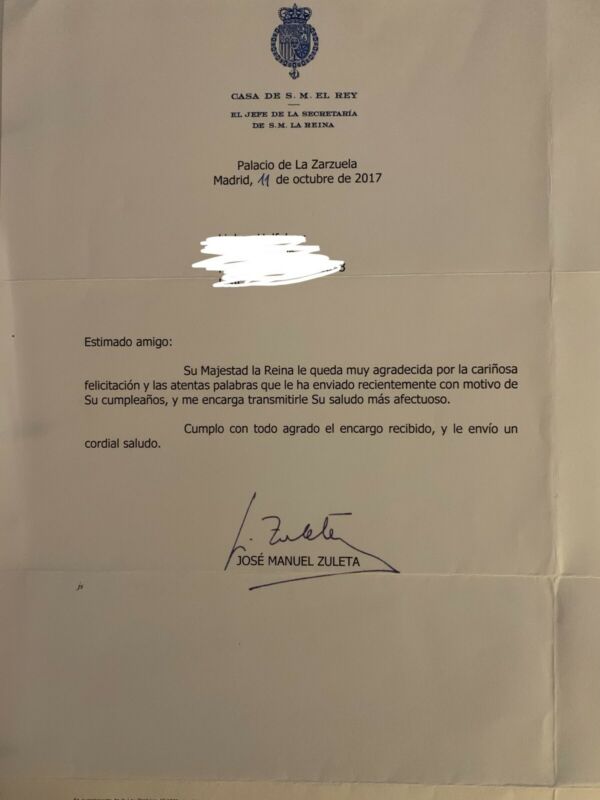 CASA DE S. M. EL REY
EL JEFE DE LA SECRETARÍA
DE S. M. LA REINA
Palacio de La Zarzuela
Madrid, 11 de octubre de 2017
Estimado amigo:
Su Majestad la Reina le queda muy agradecida por la cariñosa
felicitación y las atentas palabras que le ha enviado recientemente con motivo de
Su cumpleaños, y me encarga transmitirle Su saludo más afectuoso.
Cumplo con todo agrado el encargo recibido, y le envío un
cordial saludo.
Zuleta
JOSÉ MANUEL ZULETA